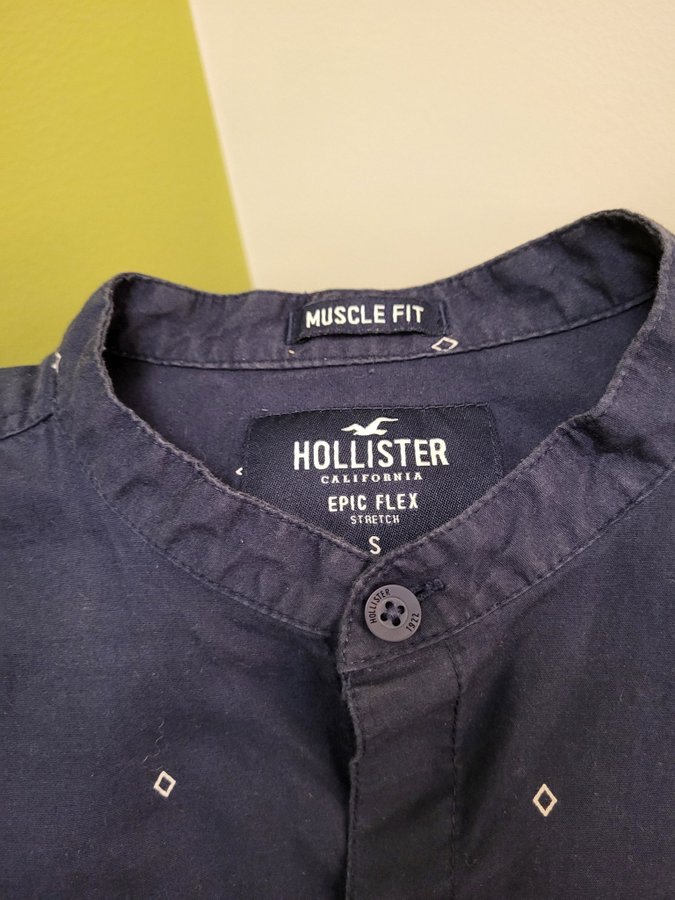 MUSCLE FIT
HOLLISTER
CALIFORNIA
EPIC FLEX
STRETCH
S
HOLLISTER
1922